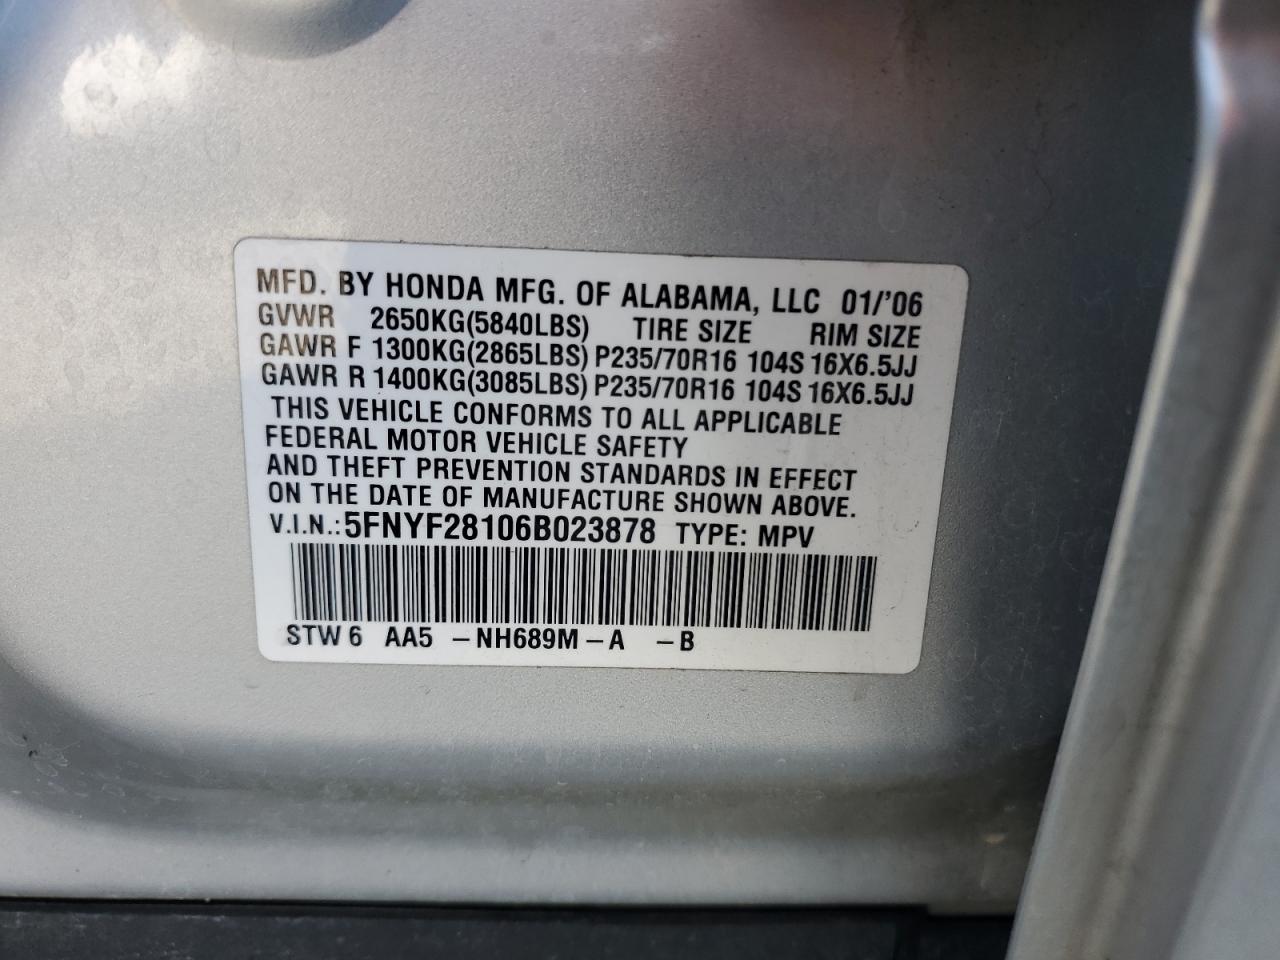 MFD. BY HONDA MFG. OF ALABAMA, LLC 01/'06
GVWR 2650KG(5840LBS) TIRE SIZE RIM SIZE
GAWR F 1300KG(2865LBS) P235/70R16 104S 16X6.5JJ
GAWR R 1400KG(3085LBS) P235/70R16 104S 16X6.5JJ
THIS VEHICLE CONFORMS TO ALL APPLICABLE
FEDERAL MOTOR VEHICLE SAFETY
AND THEFT PREVENTION STANDARDS IN EFFECT
ON THE DATE OF MANUFACTURE SHOWN ABOVE.
V.I.N.: 5FNYF28106B023878 TYPE: MPV
STW 6 AA5 –NH689M–A –B